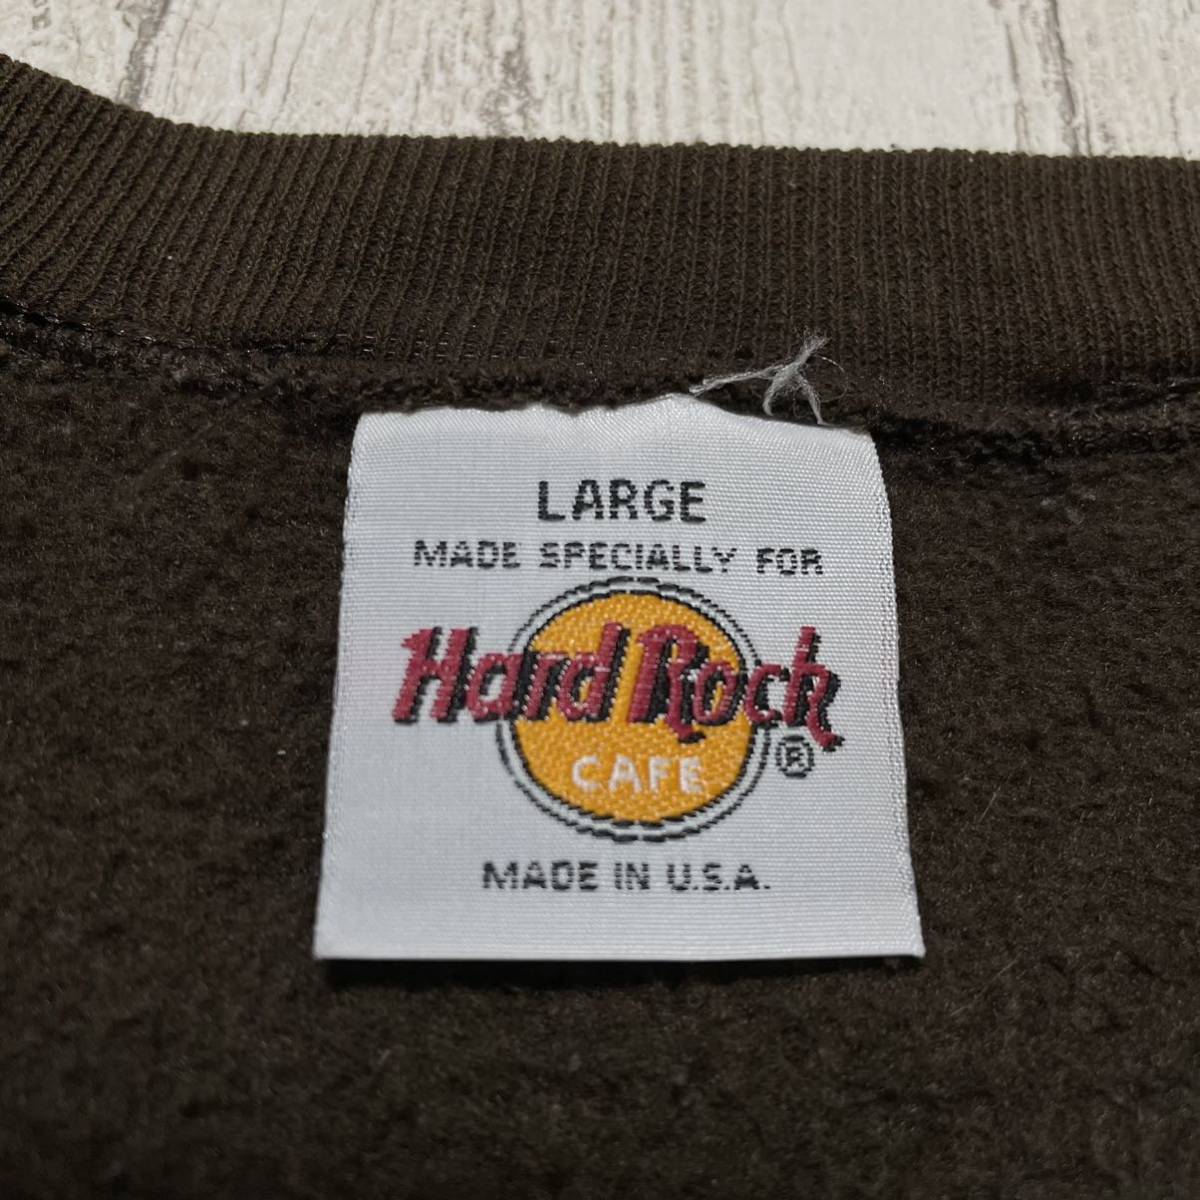 LARGE
MADE SPECIALLY FOR
Hard Rock
CAFE
®
MADE IN U.S.A.